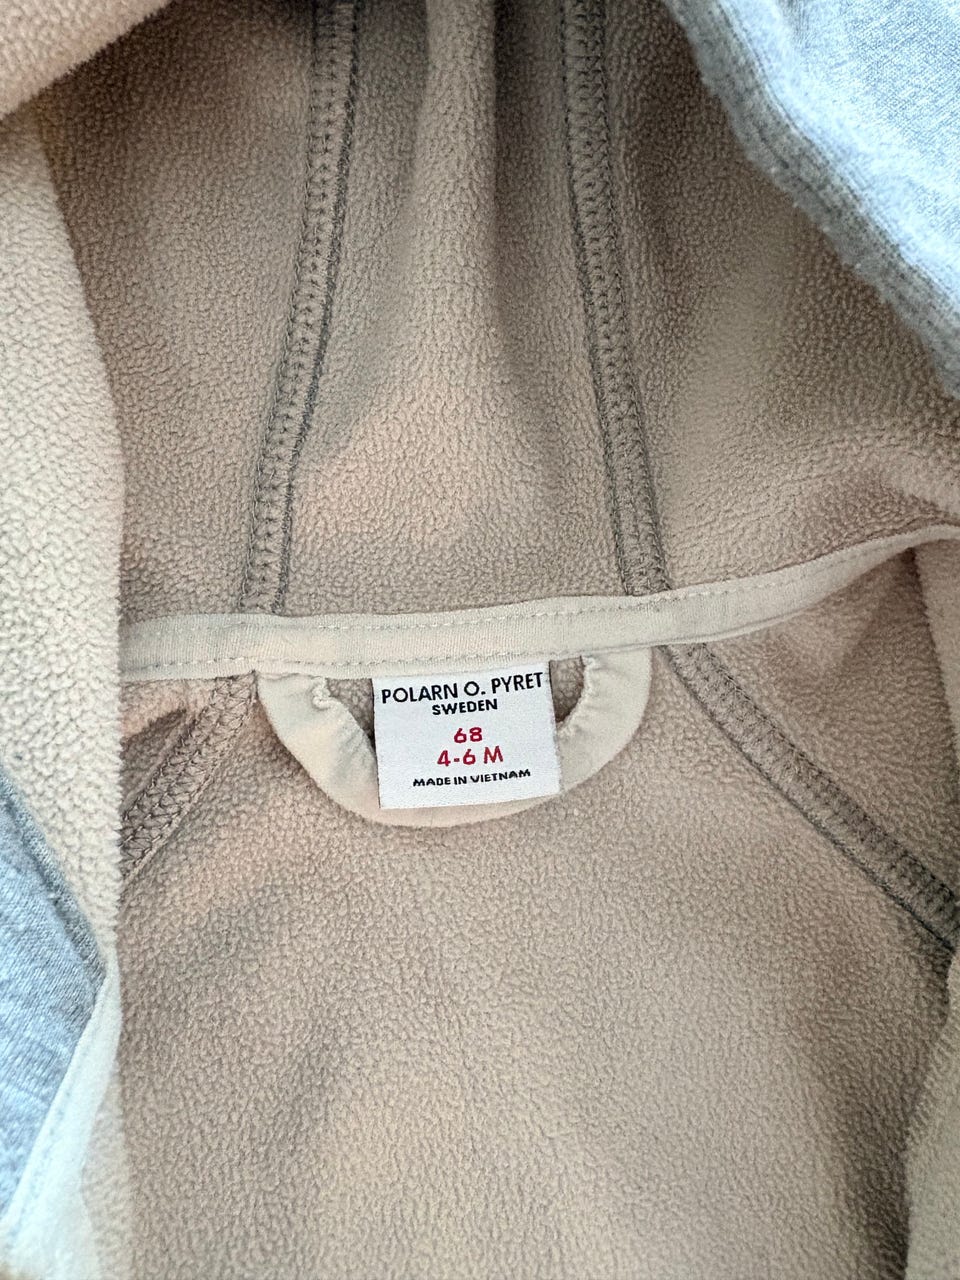 POLARN O. PYRET
SWEDEN
68
4-6 M
MADE IN VIETNAM